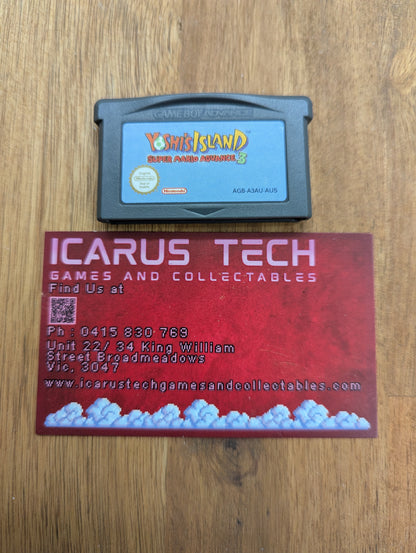 GAME BOY ADVANCE
YOSHI'S ISLAND™
SUPER MARIO ADVANCE 3
Nintendo
AGB-A3AU-AUS
ICARUS TECH
GAMES AND COLLECTABLES
Find Us at
Ph : 0415 830 769
Unit 22/ 34 King William
Street Broadmeadows
Vic, 3047
www.icarustechgamesandcollectables.com